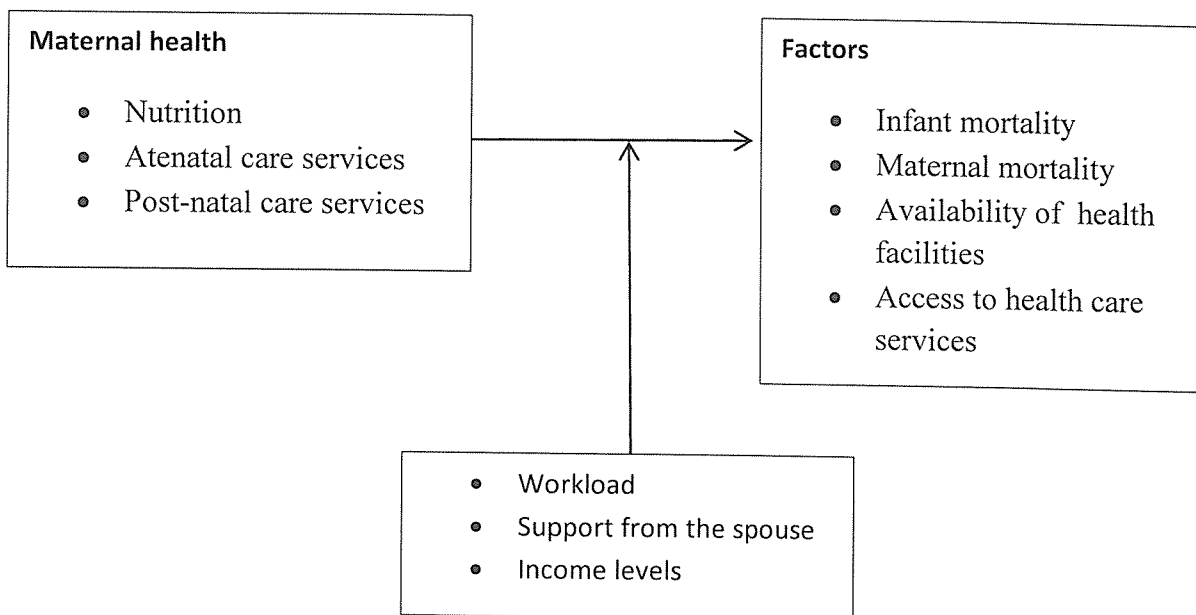 Maternal health
• Nutrition
• Atenatal care services
• Post-natal care services
Factors
• Infant mortality
• Maternal mortality
• Availability of health
facilities
• Access to health care
services
• Workload
• Support from the spouse
• Income levels